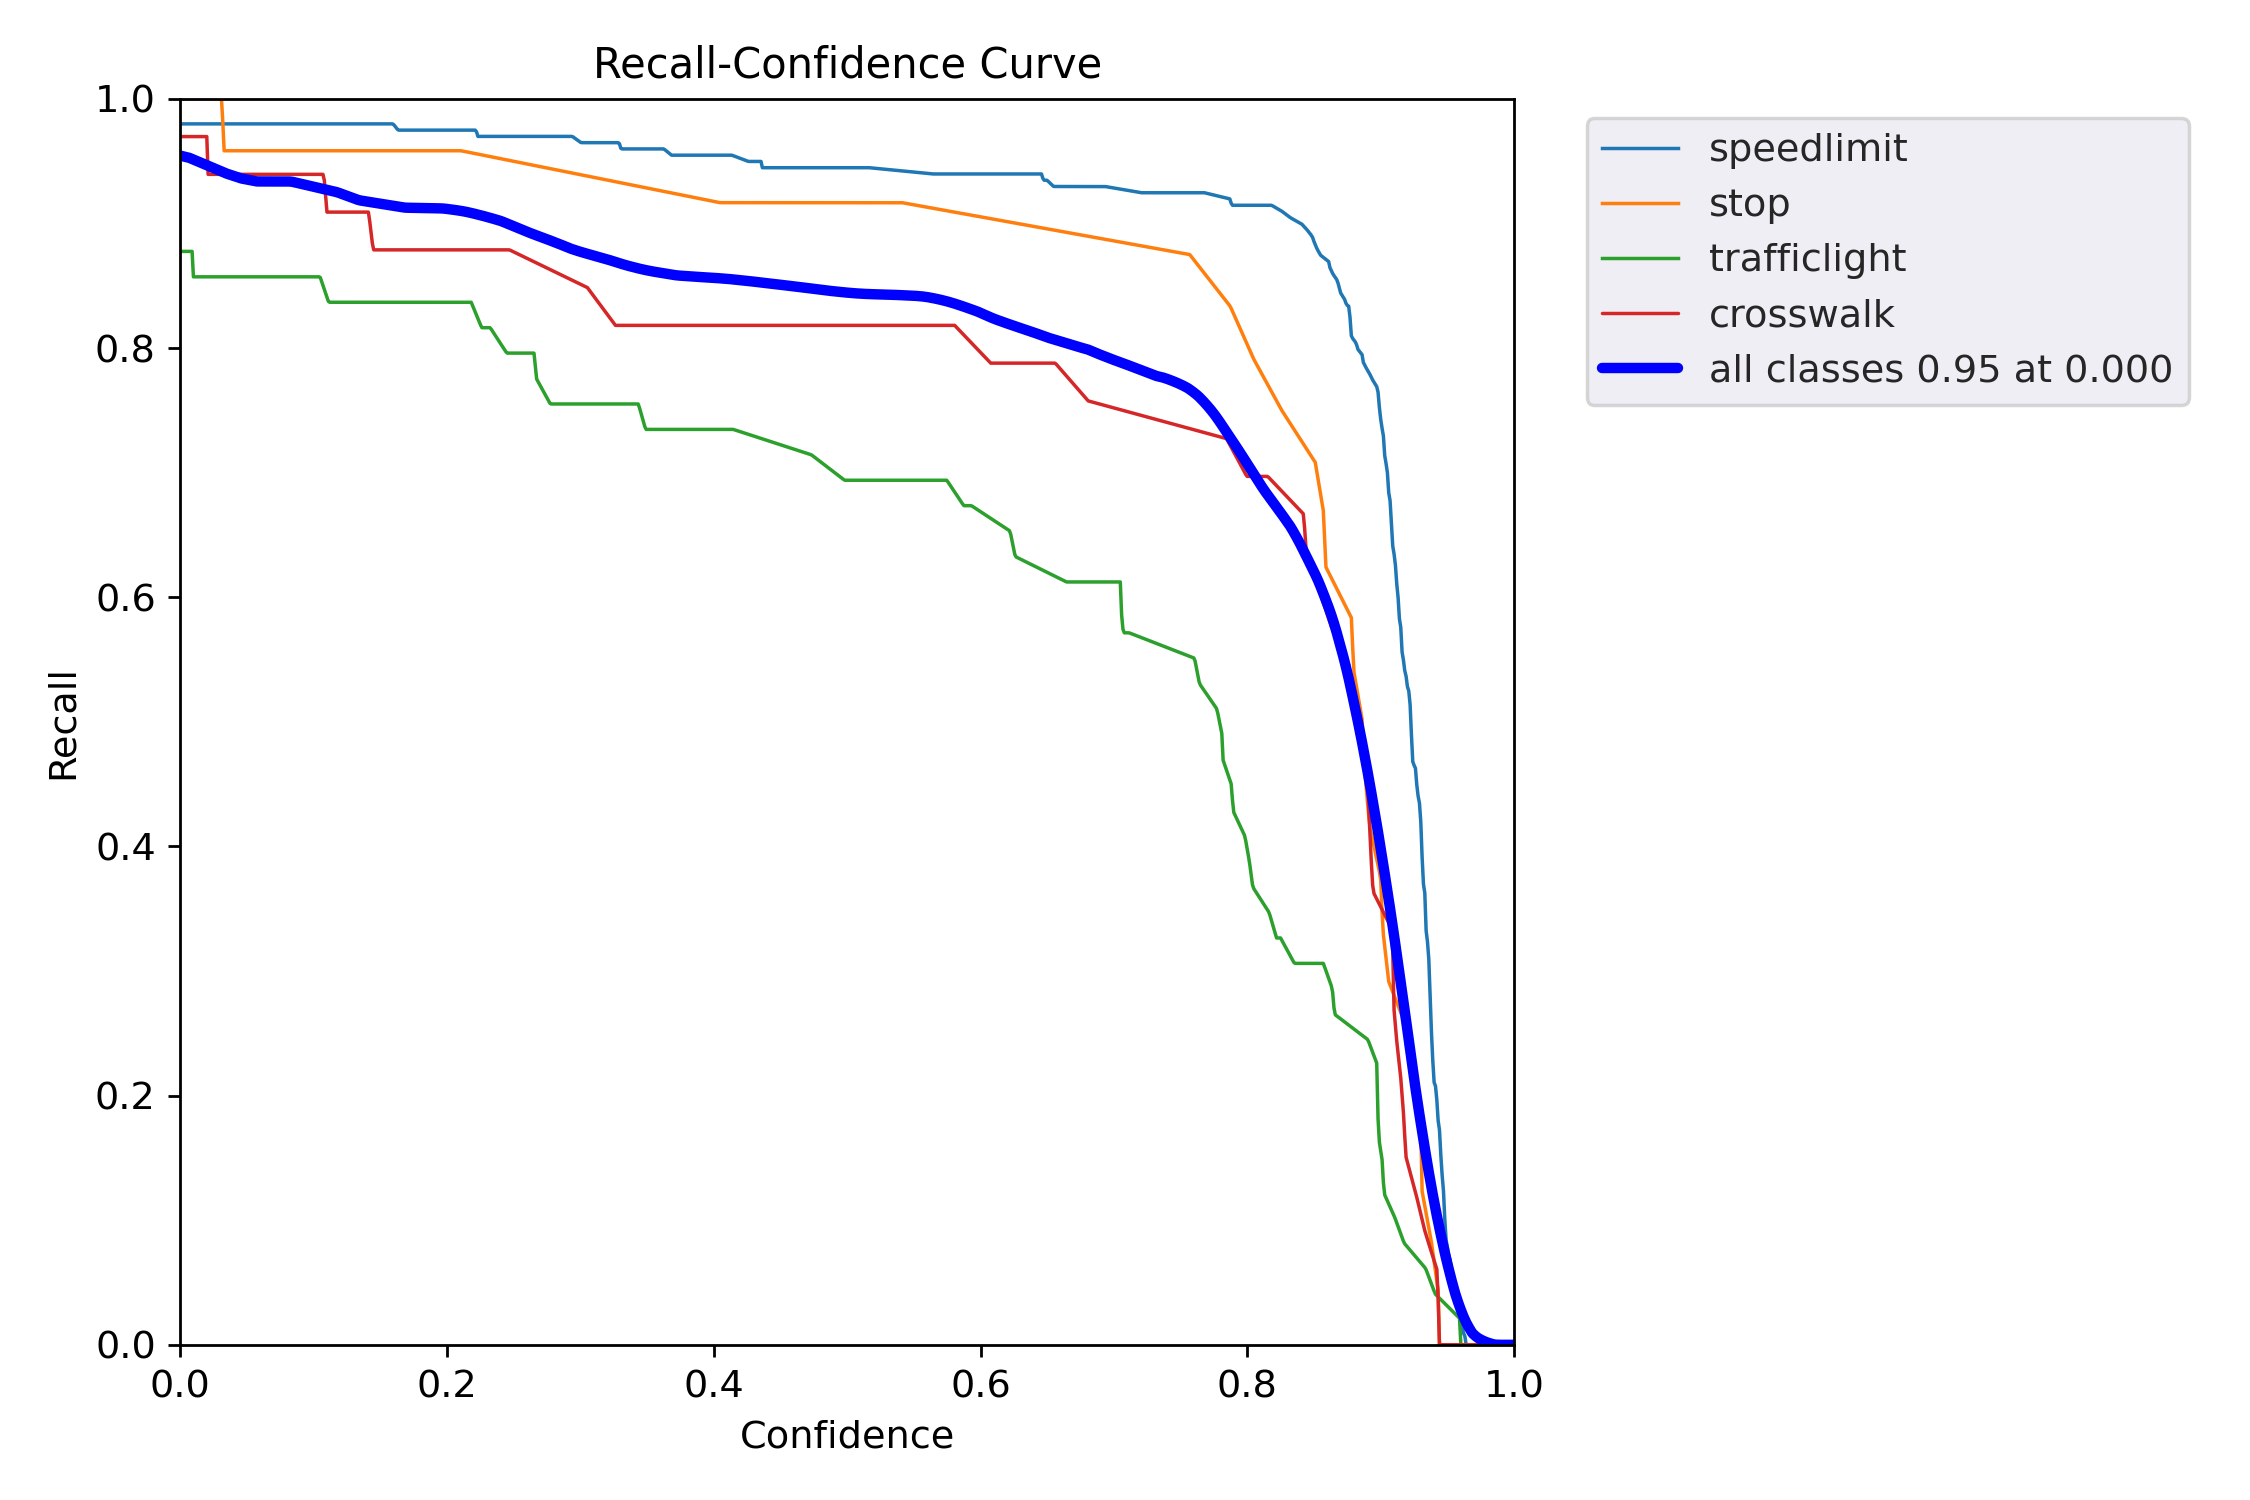 Recall-Confidence Curve
1.0
0.8
0.6
0.4
0.2
0.0
Recall
0.0 0.2 0.4 0.6 0.8 1.0
Confidence
speedlimit
stop
trafficlight
crosswalk
all classes 0.95 at 0.000